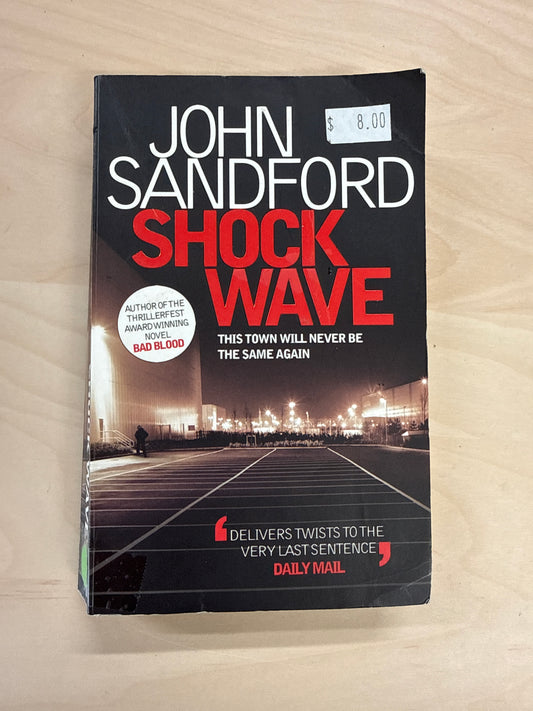 JOHN
$ 8.00
SANDFORD
SHOCK
WAVE
AUTHOR OF THE
THRILLERFEST
AWARD WINNING
NOVEL
BAD BLOOD
THIS TOWN WILL NEVER BE
THE SAME AGAIN
‘DELIVERS TWISTS TO THE
VERY LAST SENTENCE’
DAILY MAIL